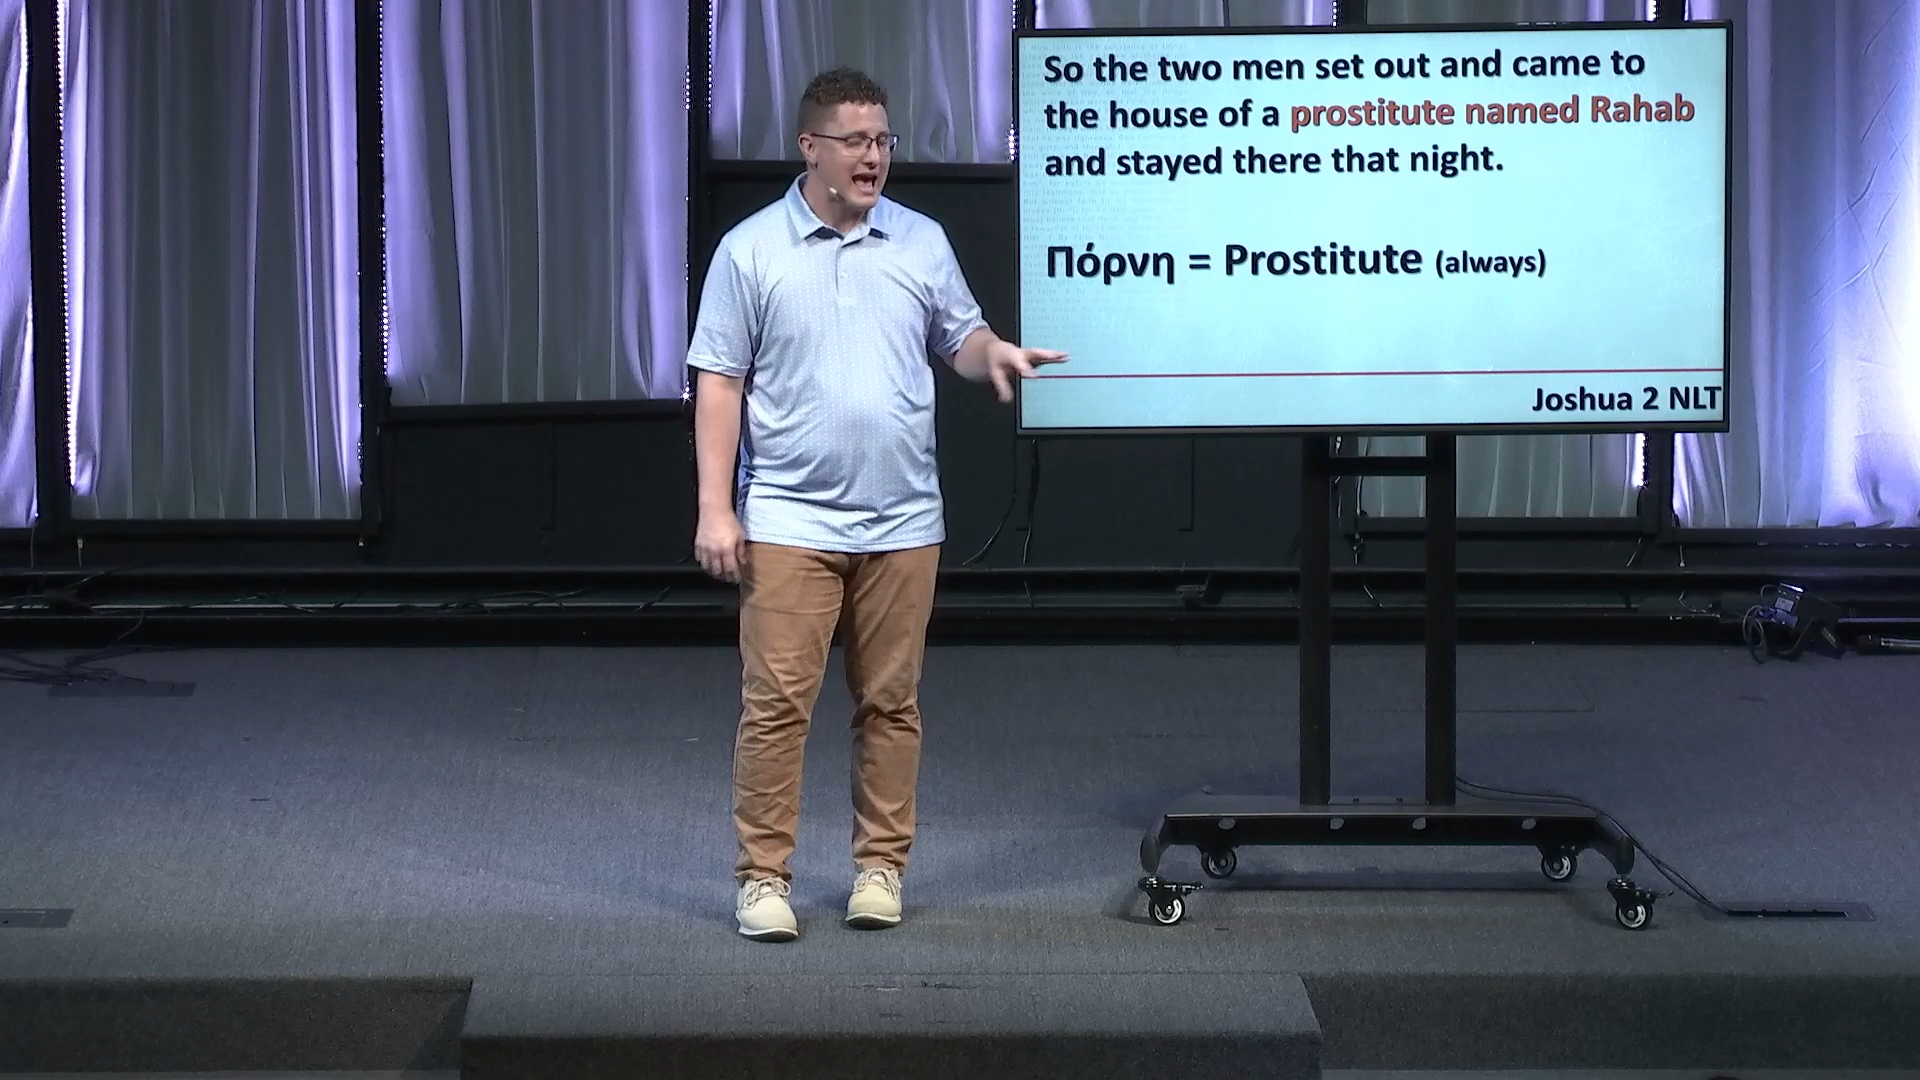 So the two men set out and came to
the house of a prostitute named Rahab
and stayed there that night.
Πόρνη = Prostitute (always)
Joshua 2 NLT